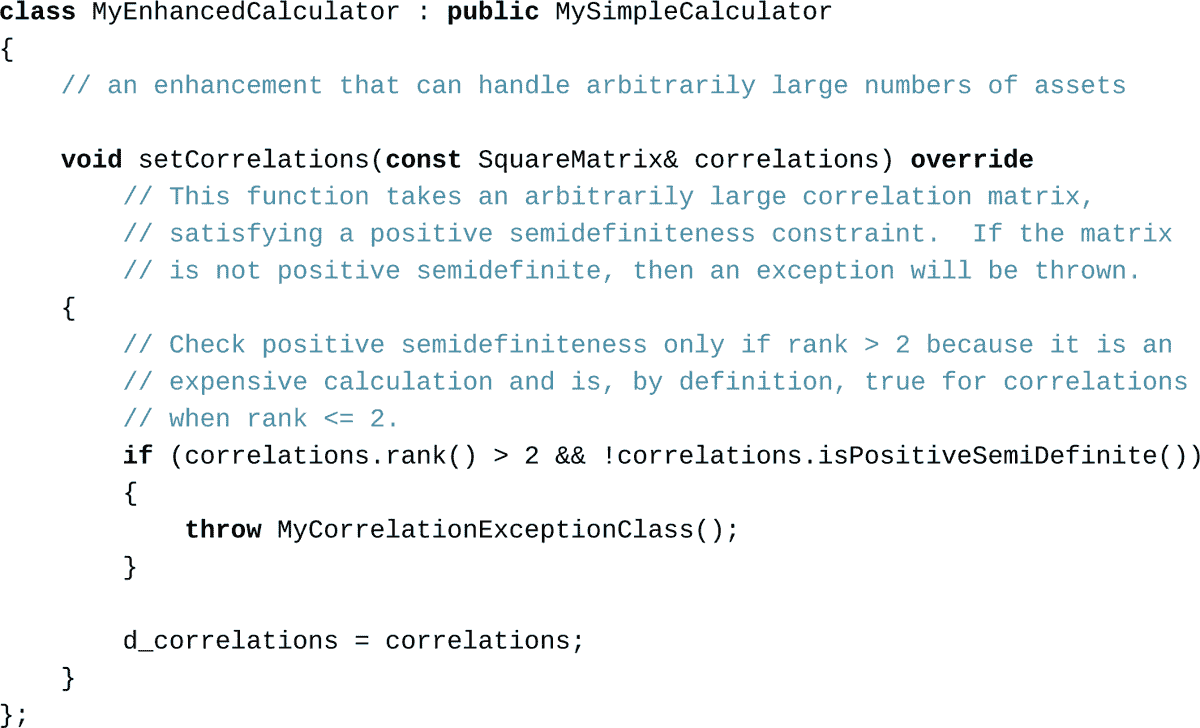 class MyEnhancedCalculator : public MySimpleCalculator
{
    // an enhancement that can handle arbitrarily large numbers of assets

    void setCorrelations(const SquareMatrix& correlations) override
        // This function takes an arbitrarily large correlation matrix,
        // satisfying a positive semidefiniteness constraint.  If the matrix
        // is not positive semidefinite, then an exception will be thrown.
    {
        // Check positive semidefiniteness only if rank > 2 because it is an
        // expensive calculation and is, by definition, true for correlations
        // when rank <= 2.
        if (correlations.rank() > 2 && !correlations.isPositiveSemiDefinite())
        {
            throw MyCorrelationExceptionClass();
        }

        d_correlations = correlations;
    }
};